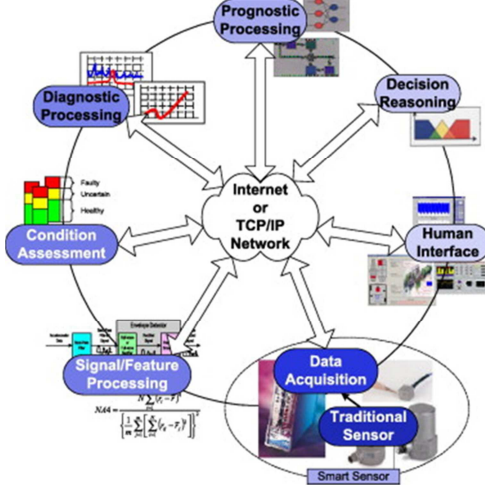 Prognostic
Processing
Decision
Reasoning
Diagnostic
Processing
Internet
or
TCP/IP
Network
Faulty
Uncertain
Healthy
Condition
Assessment
Human
Interface
Envelope Detector
Signal/Feature
Processing
Data
Acquisition
Traditional
Sensor
Smart Sensor